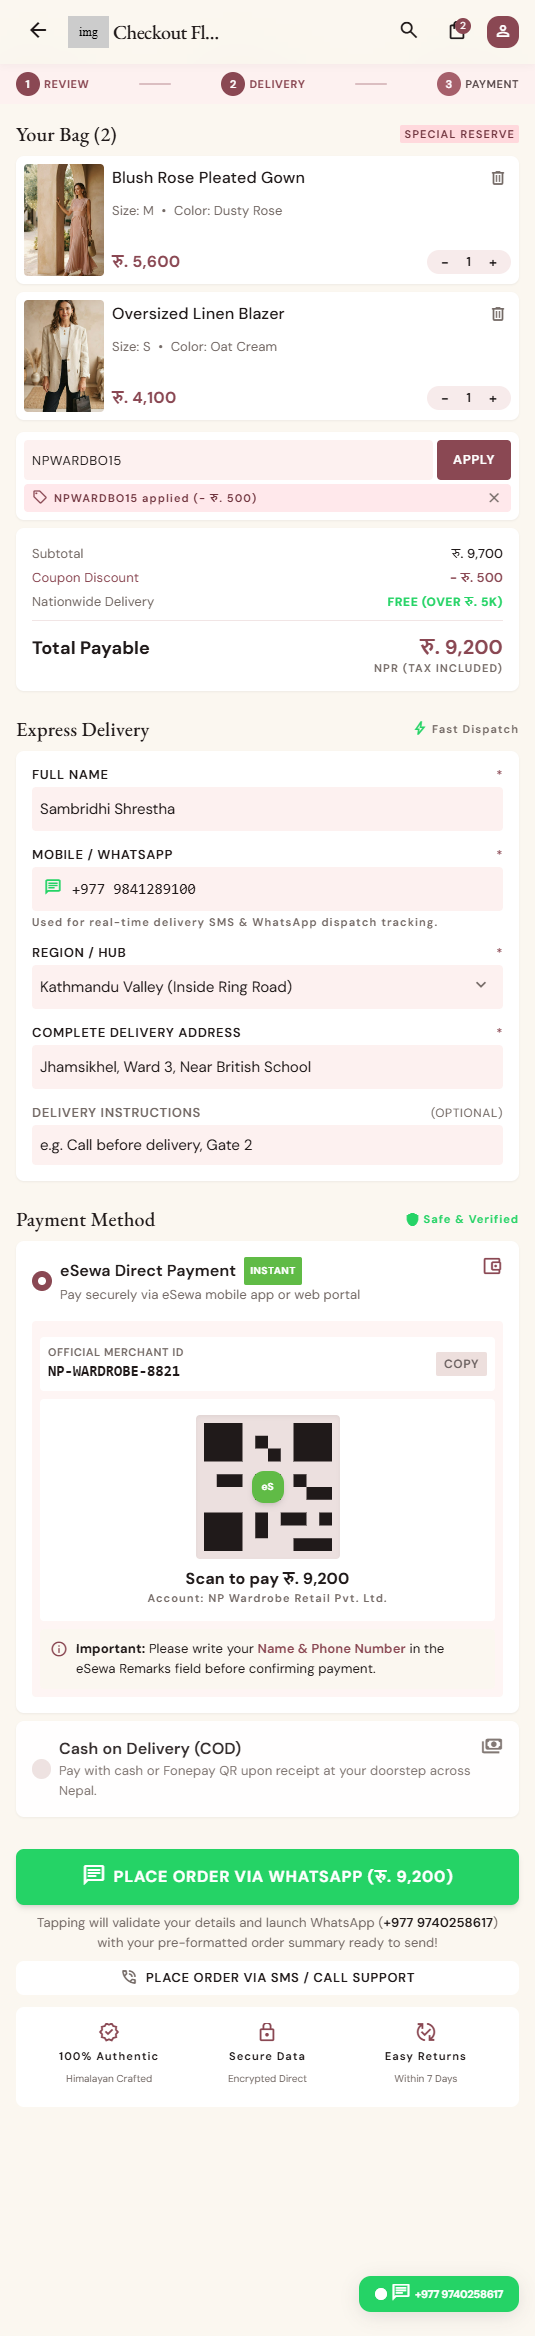 img Checkout Fl... 2
1 REVIEW 2 DELIVERY 3 PAYMENT
Your Bag (2) SPECIAL RESERVE
Blush Rose Pleated Gown
Size: M • Color: Dusty Rose
रु. 5,600 - 1 +
Oversized Linen Blazer
Size: S • Color: Oat Cream
रु. 4,100 - 1 +
NPWARDBO15 APPLY
NPWARDBO15 applied (- रु. 500)
Subtotal रु. 9,700
Coupon Discount - रु. 500
Nationwide Delivery FREE (OVER रु. 5K)
Total Payable रु. 9,200
NPR (TAX INCLUDED)
Express Delivery Fast Dispatch
FULL NAME *
Sambridhi Shrestha
MOBILE / WHATSAPP *
+977 9841289100
Used for real-time delivery SMS & WhatsApp dispatch tracking.
REGION / HUB *
Kathmandu Valley (Inside Ring Road)
COMPLETE DELIVERY ADDRESS *
Jhamsikhel, Ward 3, Near British School
DELIVERY INSTRUCTIONS (OPTIONAL)
e.g. Call before delivery, Gate 2
Payment Method Safe & Verified
eSewa Direct Payment INSTANT
Pay securely via eSewa mobile app or web portal
OFFICIAL MERCHANT ID
NP-WARDROBE-8821 COPY
eS
Scan to pay रु. 9,200
Account: NP Wardrobe Retail Pvt. Ltd.
Important: Please write your Name & Phone Number in the
eSewa Remarks field before confirming payment.
Cash on Delivery (COD)
Pay with cash or Fonepay QR upon receipt at your doorstep across
Nepal.
PLACE ORDER VIA WHATSAPP (रु. 9,200)
Tapping will validate your details and launch WhatsApp (+977 9740258617)
with your pre-formatted order summary ready to send!
PLACE ORDER VIA SMS / CALL SUPPORT
100% Authentic Secure Data Easy Returns
Himalayan Crafted Encrypted Direct Within 7 Days
+977 9740258617